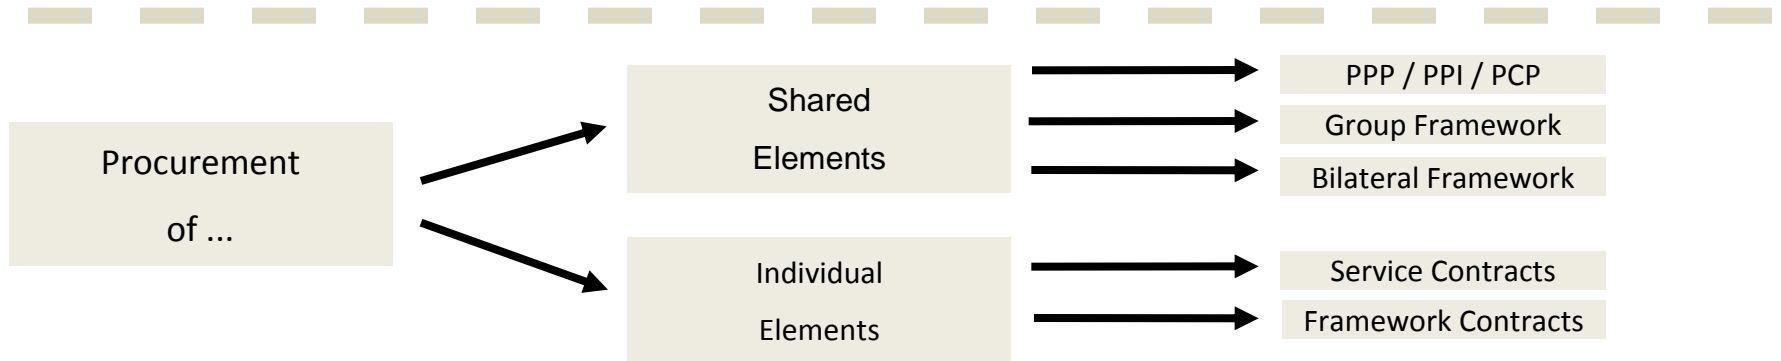 Procurement
of ...
Shared
Elements
PPP / PPI / PCP
Group Framework
Bilateral Framework
Individual
Elements
Service Contracts
Framework Contracts